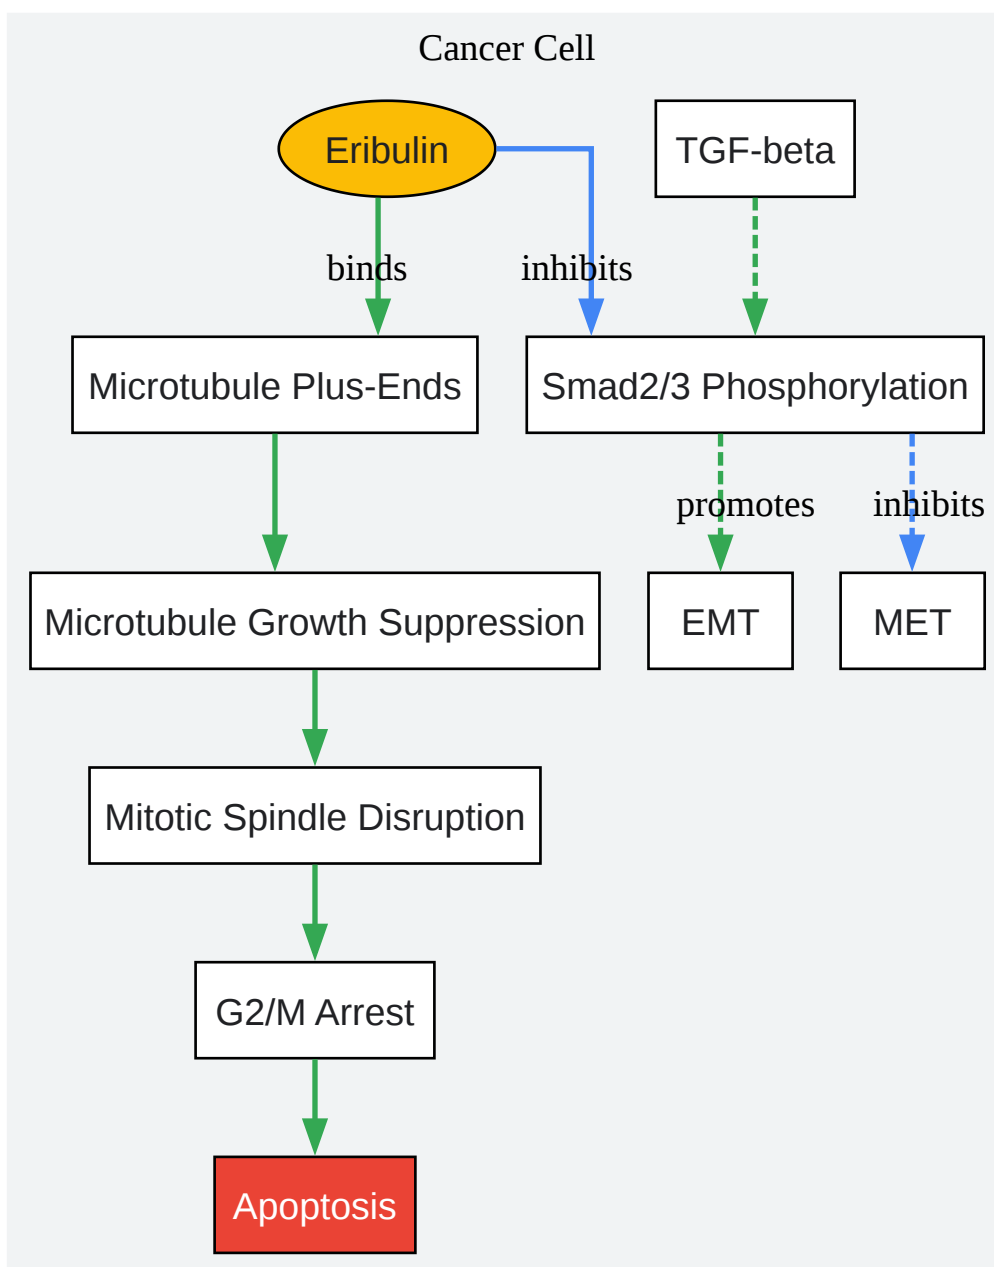 Cancer Cell
Eribulin
TGF-beta
binds
inhibits
Microtubule Plus-Ends
Smad2/3 Phosphorylation
promotes
inhibits
Microtubule Growth Suppression
EMT
MET
Mitotic Spindle Disruption
G2/M Arrest
Apoptosis